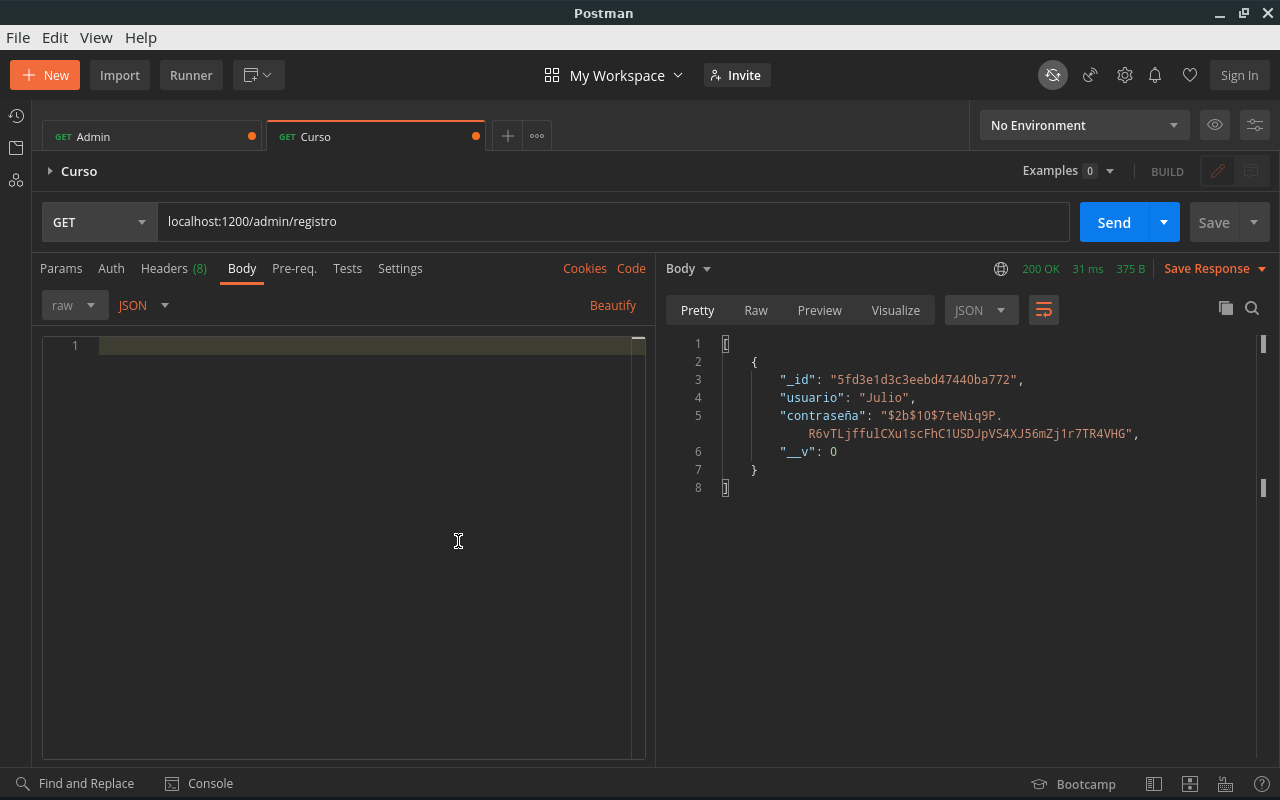 Postman
File Edit View Help
New Import Runner My Workspace Invite Sign In
GET Admin GET Curso No Environment
Curso Examples 0 BUILD
GET localhost:1200/admin/registro Send Save
Params Auth Headers (8) Body Pre-req. Tests Settings Cookies Code
raw JSON Beautify
1
Body 200 OK 31 ms 375 B Save Response
Pretty Raw Preview Visualize JSON
1 [
2 {
3 "_id": "5fd3e1d3c3eebd47440ba772",
4 "usuario": "Julio",
5 "contraseña": "$2b$10$7teNiq9P.
R6vTLjffulCXu1scFhC1USDJpVS4XJ56mZj1r7TR4VHG",
6 "__v": 0
7 }
8 ]
Find and Replace Console Bootcamp